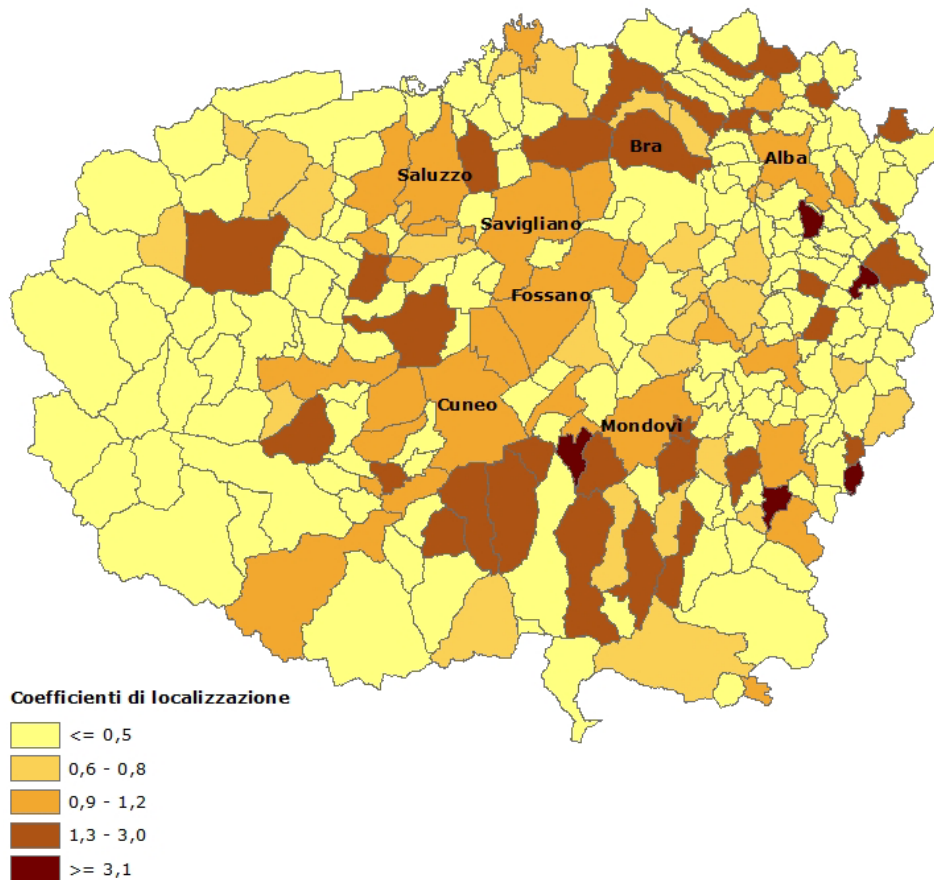 Bra
Alba
Saluzzo
Savigliano
Fossano
Cuneo
Mondovì
Coefficienti di localizzazione
<= 0,5
0,6 - 0,8
0,9 - 1,2
1,3 - 3,0
>= 3,1